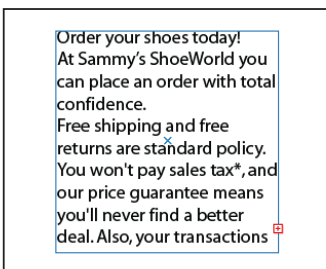 Order your shoes today!
At Sammy's ShoeWorld you
can place an order with total
confidence.
Free shipping and free
returns are standard policy.
You won't pay sales tax*, and
our price guarantee means
you'll never find a better
deal. Also, your transactions